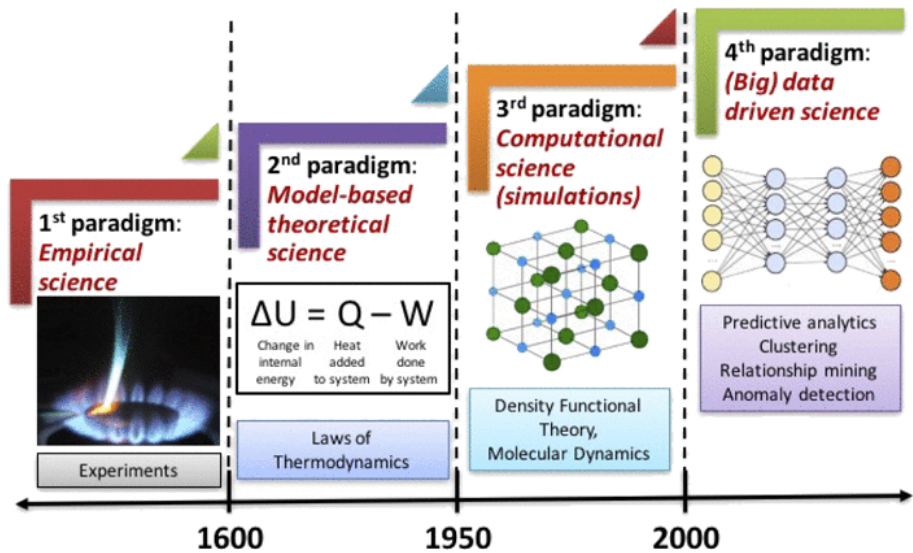 1st paradigm:
Empirical
science
Experiments
2nd paradigm:
Model-based
theoretical
science
ΔU = Q – W
Change in internal energy
Heat added to system
Work done by system
Laws of
Thermodynamics
3rd paradigm:
Computational
science
(simulations)
Density Functional
Theory,
Molecular Dynamics
4th paradigm:
(Big) data
driven science
Predictive analytics
Clustering
Relationship mining
Anomaly detection
1600
1950
2000